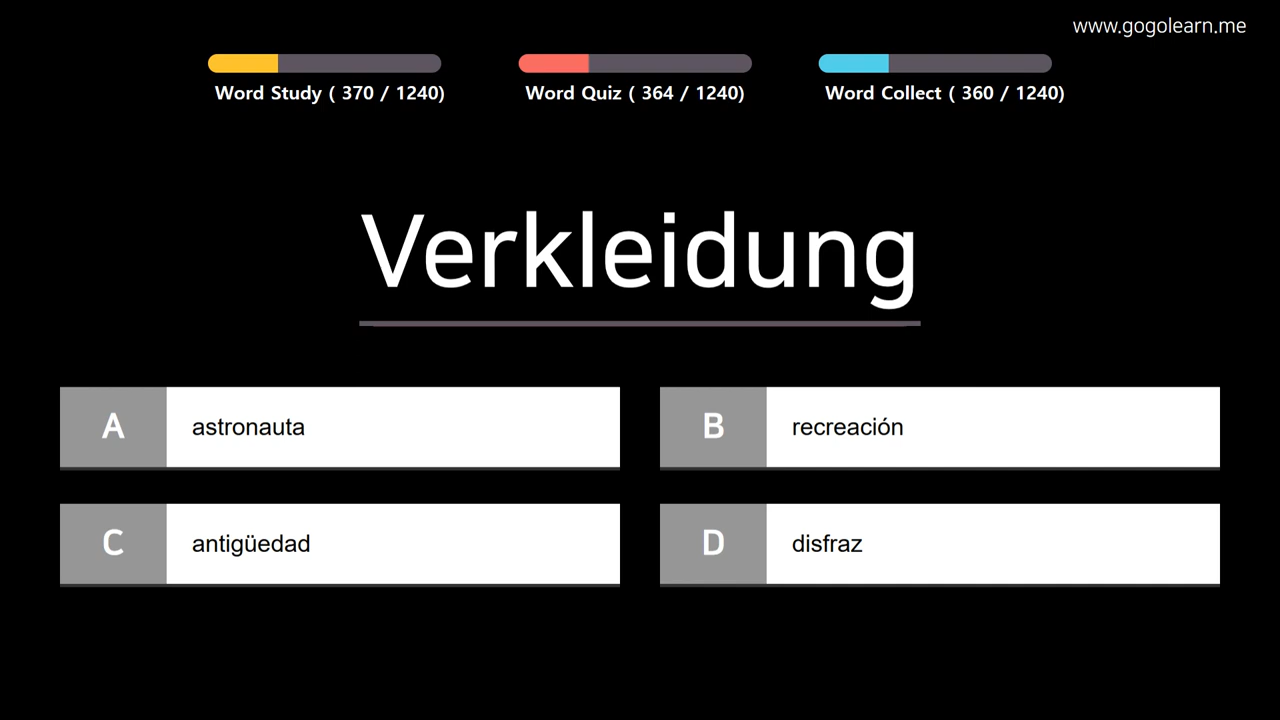 www.gogolearn.me
Word Study ( 370 / 1240)
Word Quiz ( 364 / 1240)
Word Collect ( 360 / 1240)
Verkleidung
A
astronauta
B
recreación
C
antigüedad
D
disfraz